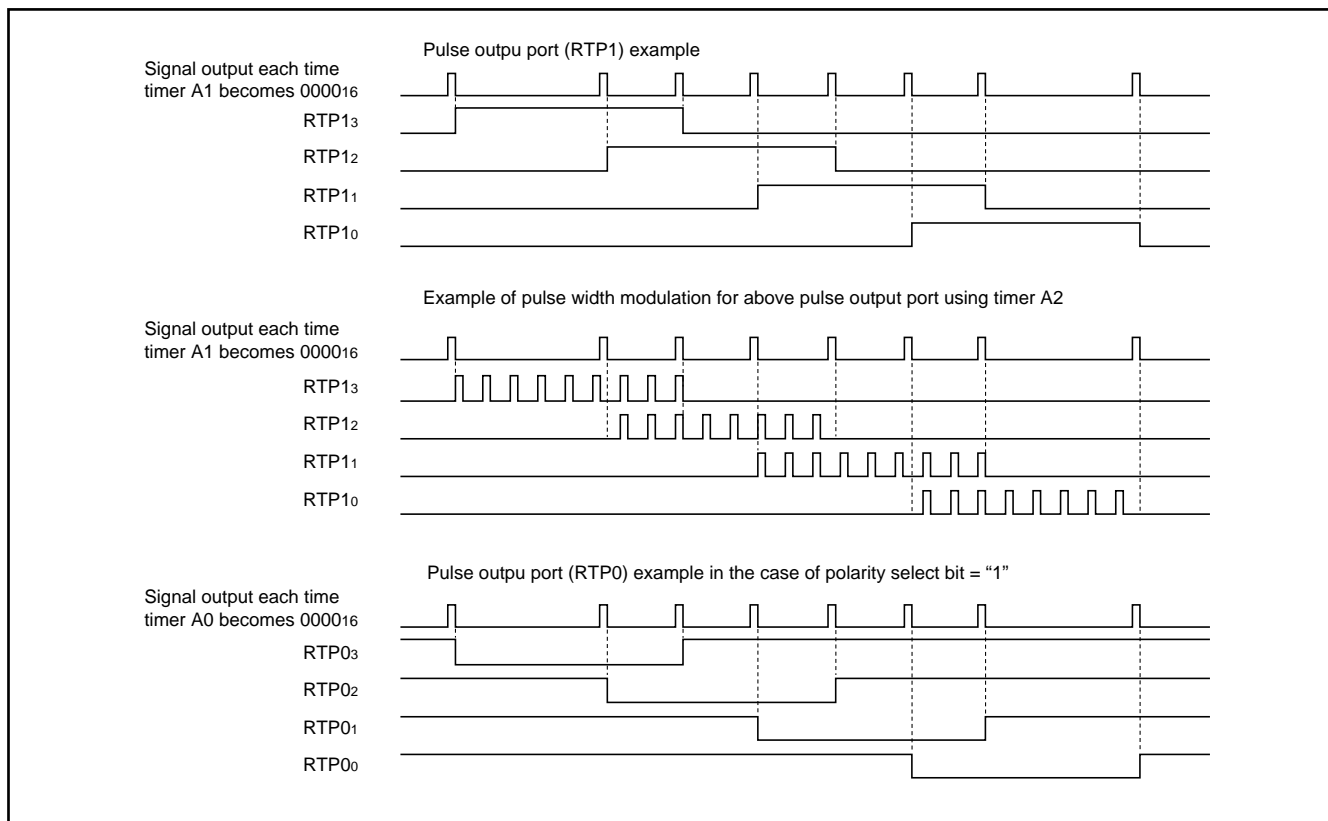 Pulse outpu port (RTP1) example
Signal output each time
timer A1 becomes 000016
RTP13
RTP12
RTP11
RTP10
Example of pulse width modulation for above pulse output port using timer A2
Signal output each time
timer A1 becomes 000016
RTP13
RTP12
RTP11
RTP10
Pulse outpu port (RTP0) example in the case of polarity select bit = “1”
Signal output each time
timer A0 becomes 000016
RTP03
RTP02
RTP01
RTP00